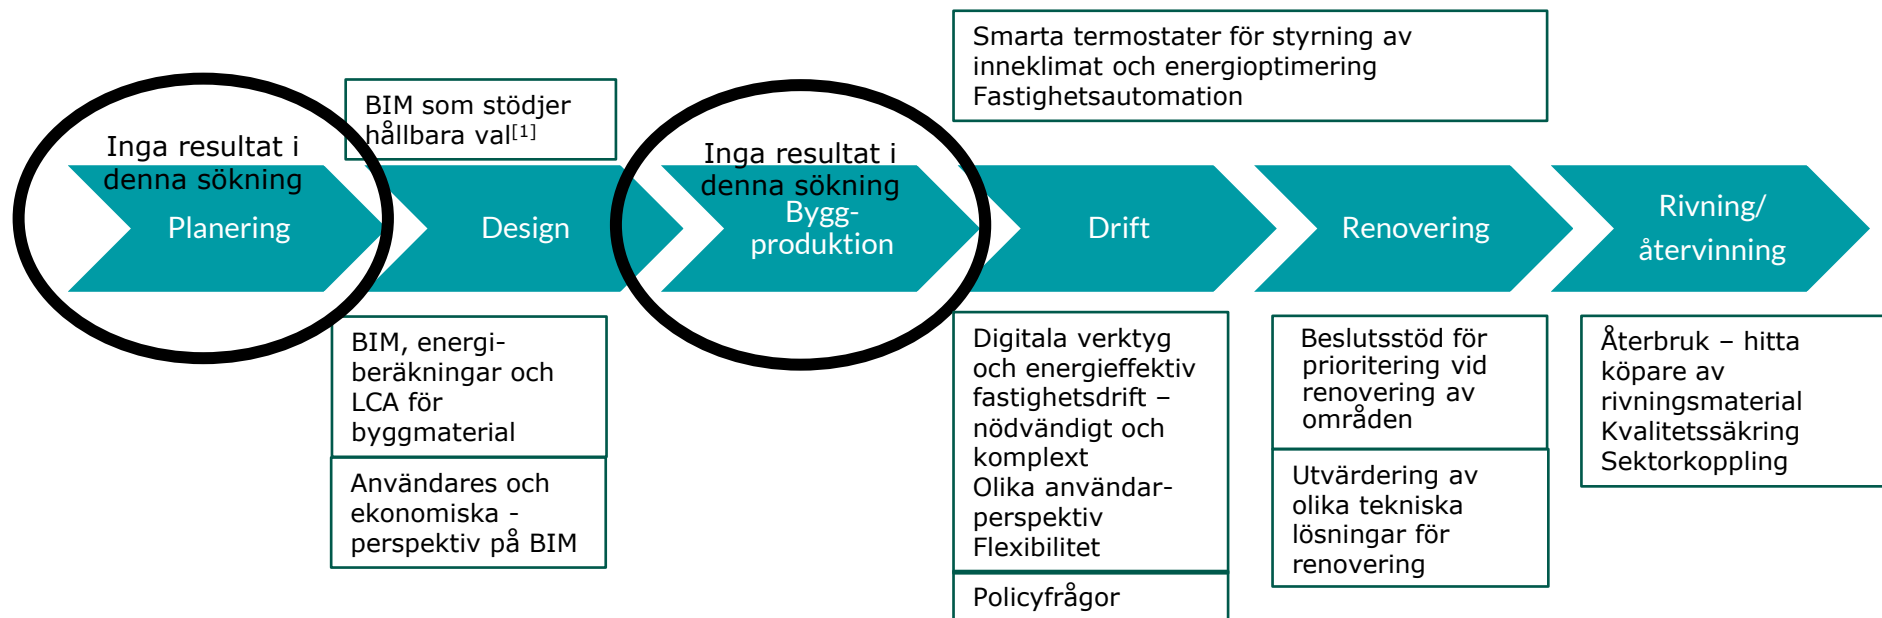 Smarta termostater för styrning av
inneklimat och energioptimering
Fastighetsautomation
BIM som stödjer
hållbara val[1]
Inga resultat i
denna sökning
Planering
Design
Inga resultat i
denna sökning
Bygg-
produktion
Drift
Renovering
Rivning/
återvinning
BIM, energi-
beräkningar och
LCA för
byggmaterial
Användares och
ekonomiska -
perspektiv på BIM
Digitala verktyg
och energieffektiv
fastighetsdrift –
nödvändigt och
komplext
Olika användar-
perspektiv
Flexibilitet
Policyfrågor
Beslutsstöd för
prioritering vid
renovering av
områden
Utvärdering av
olika tekniska
lösningar för
renovering
Återbruk – hitta
köpare av
rivningsmaterial
Kvalitetssäkring
Sektorkoppling